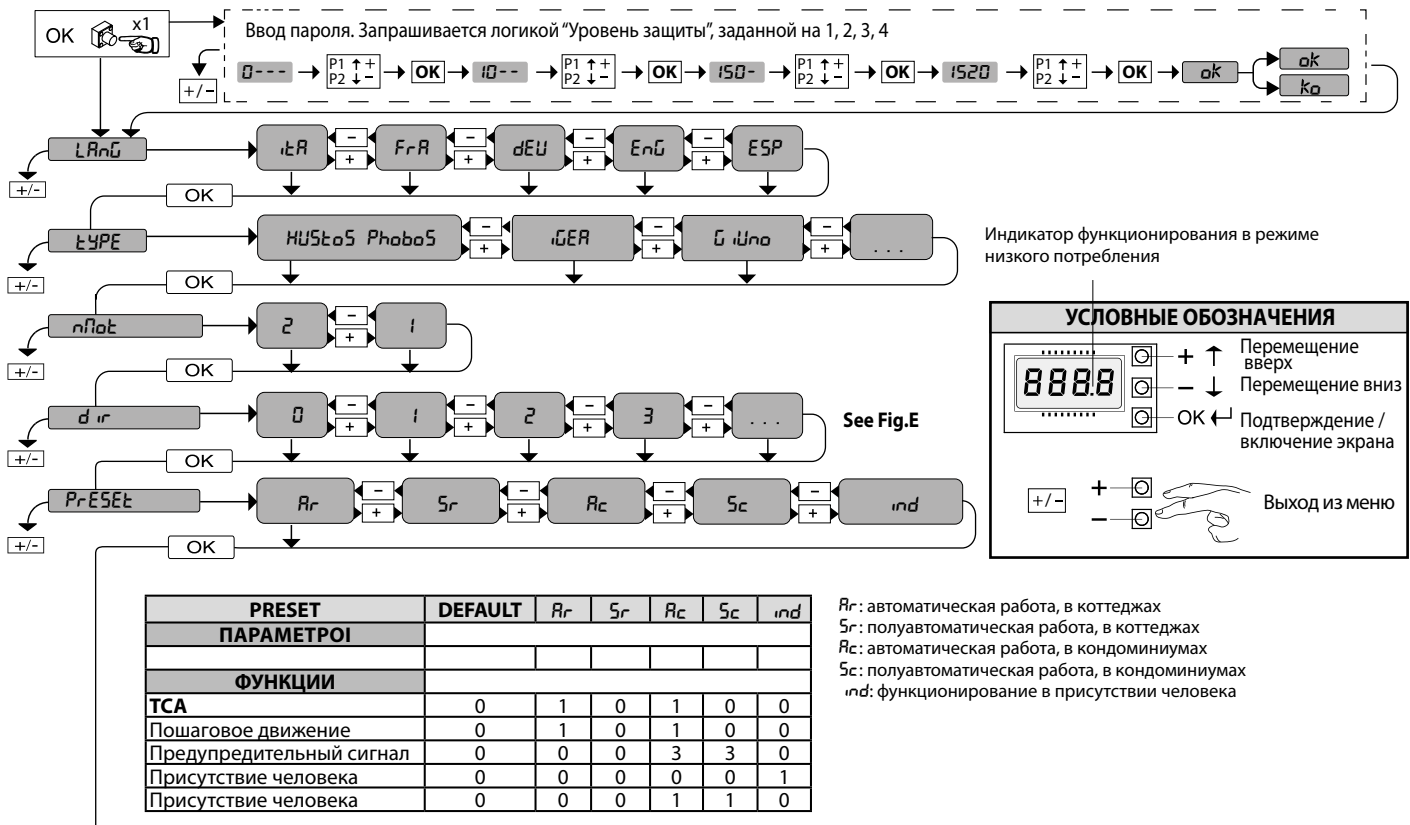 OK x1
Ввод пароля. Запрашивается логикой “Уровень защиты”, заданной на 1, 2, 3, 4
+/-
0--- P1 ↑ + P2 ↓ − OK 10-- P1 ↑ + P2 ↓ − OK 150- P1 ↑ + P2 ↓ − OK 1520 P1 ↑ + P2 ↓ − OK ok ok
ko
LAnG itA − + FrA − + dEU − + EnG − + ESP
+/-
OK
tYPE HUStoS PhoboS − + iGEA − + G iUno − + . . .
+/-
OK
nMot 2 − + 1
+/-
OK
d ir 0 − + 1 − + 2 − + 3 − + . . . See Fig.E
+/-
OK
PrESEt Ar − + Sr − + Ac − + Sc − + ind
+/-
OK
Индикатор функционирования в режиме
низкого потребления
УСЛОВНЫЕ ОБОЗНАЧЕНИЯ
888.8
+ ↑ Перемещение
вверх
− ↓ Перемещение вниз
OK ↵ Подтверждение /
включение экрана
+/- + − Выход из меню
PRESET DEFAULT Ar Sr Ac Sc ind
ПАРАМЕТРОI
ФУНКЦИИ
TCA 0 1 0 1 0 0
Пошаговое движение 0 1 0 1 0 0
Предупредительный сигнал 0 0 0 3 3 0
Присутствие человека 0 0 0 0 0 1
Присутствие человека 0 0 0 1 1 0
Ar: автоматическая работа, в коттеджах
Sr: полуавтоматическая работа, в коттеджах
Ac: автоматическая работа, в кондоминиумах
Sc: полуавтоматическая работа, в кондоминиумах
ind: функционирование в присутствии человека